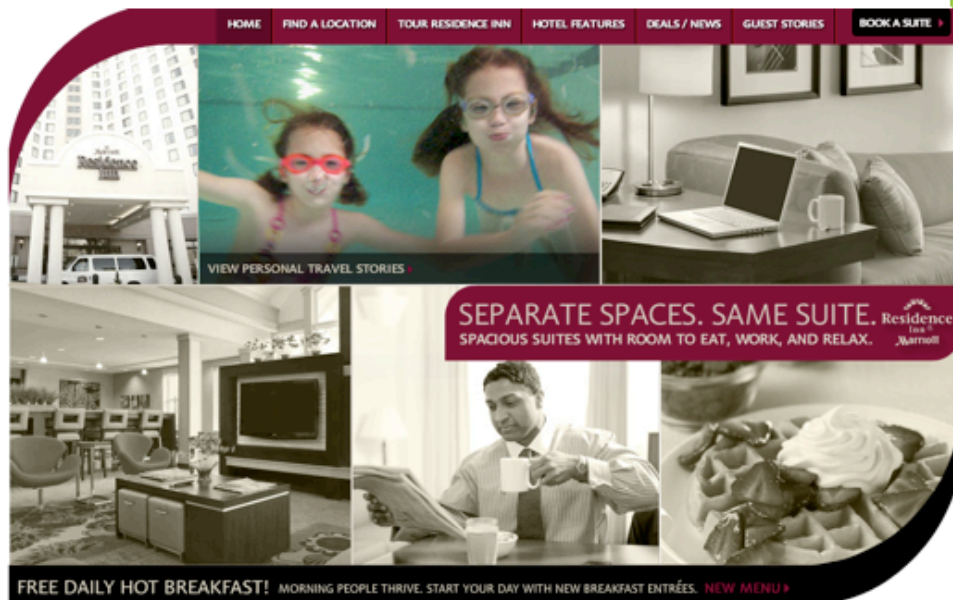 HOME FIND A LOCATION TOUR RESIDENCE INN HOTEL FEATURES DEALS / NEWS GUEST STORIES BOOK A SUITE
Marriott
Residence
Inn
VIEW PERSONAL TRAVEL STORIES
SEPARATE SPACES. SAME SUITE.
SPACIOUS SUITES WITH ROOM TO EAT, WORK, AND RELAX.
Residence
Inn®
Marriott
FREE DAILY HOT BREAKFAST! MORNING PEOPLE THRIVE. START YOUR DAY WITH NEW BREAKFAST ENTRÉES. NEW MENU